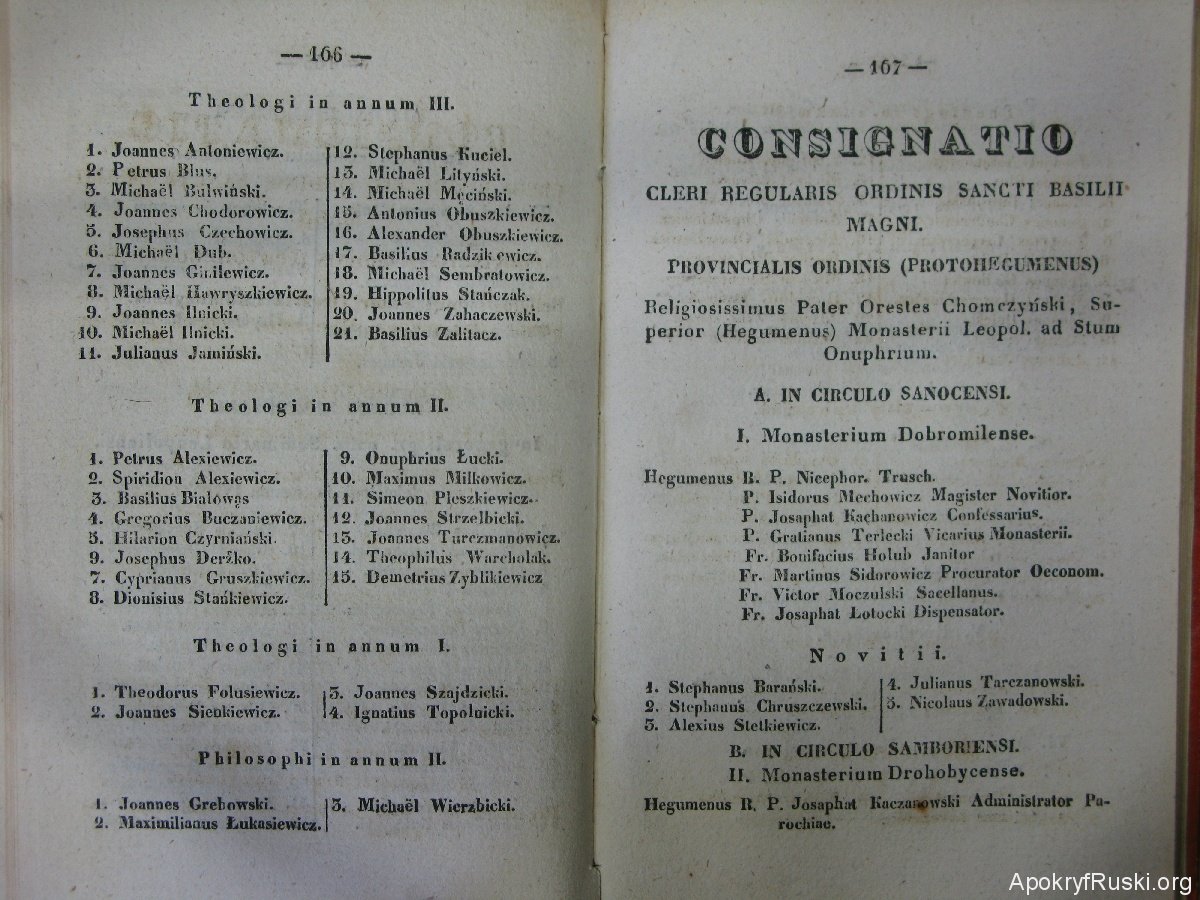 — 166 —
Theologi in annum III.
1. Joannes Antoniewicz.
2. Petrus Blus.
3. Michaël Bulwiński.
4. Joannes Chodorowicz.
5. Josephus Czechowicz.
6. Michaël Dub.
7. Joannes Gmilewicz.
8. Michaël Hawryszkiewicz.
9. Joannes Ilnicki.
10. Michaël Ilnicki.
11. Julianus Jamiński.
12. Stephanus Kuciel.
13. Michaël Lityński.
14. Michaël Męciński.
15. Antonius Obuszkiewicz.
16. Alexander Obuszkiewicz.
17. Basilius Radzikiewicz.
18. Michaël Sembratowicz.
19. Hippolitus Stańczak.
20. Joannes Zahaczewski.
21. Basilius Zalitacz.
Theologi in annum II.
1. Petrus Alexiewicz.
2. Spiridion Alexiewicz.
3. Basilius Białowąs
4. Gregorius Buczaniewicz.
5. Hilarion Czyrniański.
9. Josephus Derżko.
7. Cyprianus Gruszkiewicz.
8. Dionisius Stańkiewicz.
9. Onuphrius Łucki.
10. Maximus Milkowicz.
11. Simeon Pleszkiewicz.
12. Joannes Strzelbicki.
13. Joannes Turczmanowicz.
14. Theophilus Warcholak.
15. Demetrius Zyblikiewicz
Theologi in annum I.
1. Theodorus Folusiewicz.
2. Joannes Sienkiewicz.
3. Joannes Szajdzicki.
4. Ignatius Topolnicki.
Philosophi in annum II.
1. Joannes Grebowski.
2. Maximilianus Łukasiewicz.
3. Michaël Wierzbicki.
— 167 —
CONSIGNATIO
CLERI REGULARIS ORDINIS SANCTI BASILII
MAGNI.
PROVINCIALIS ORDINIS (PROTOHEGUMENUS)
Religiosissimus Pater Orestes Chomczyński, Su-
perior (Hegumenus) Monasterii Leopol. ad Stum
Onuphrium.
A. IN CIRCULO SANOCENSI.
I. Monasterium Dobromilense.
Hegumenus R. P. Nicephor. Trusch.
P. Isidorus Mechowicz Magister Novitior.
P. Josaphat Kachanowicz Confessarius.
P. Gratianus Terlecki Vicarius Monasterii.
Fr. Bonifacius Holub Janitor
Fr. Martinus Sidorowicz Procurator Oeconom.
Fr. Victor Moczulski Sacellanus.
Fr. Josaphat Łotocki Dispensator.
Novitii.
1. Stephanus Barański.
2. Stephanus Chruszczewski.
3. Alexius Stetkiewicz.
4. Julianus Tarczanowski.
5. Nicolaus Zawadowski.
B. IN CIRCULO SAMBORIENSI.
II. Monasterium Drohobycense.
Hegumenus R. P. Josaphat Kaczanowski Administrator Pa-
rochiae.
ApokryfRuski.org